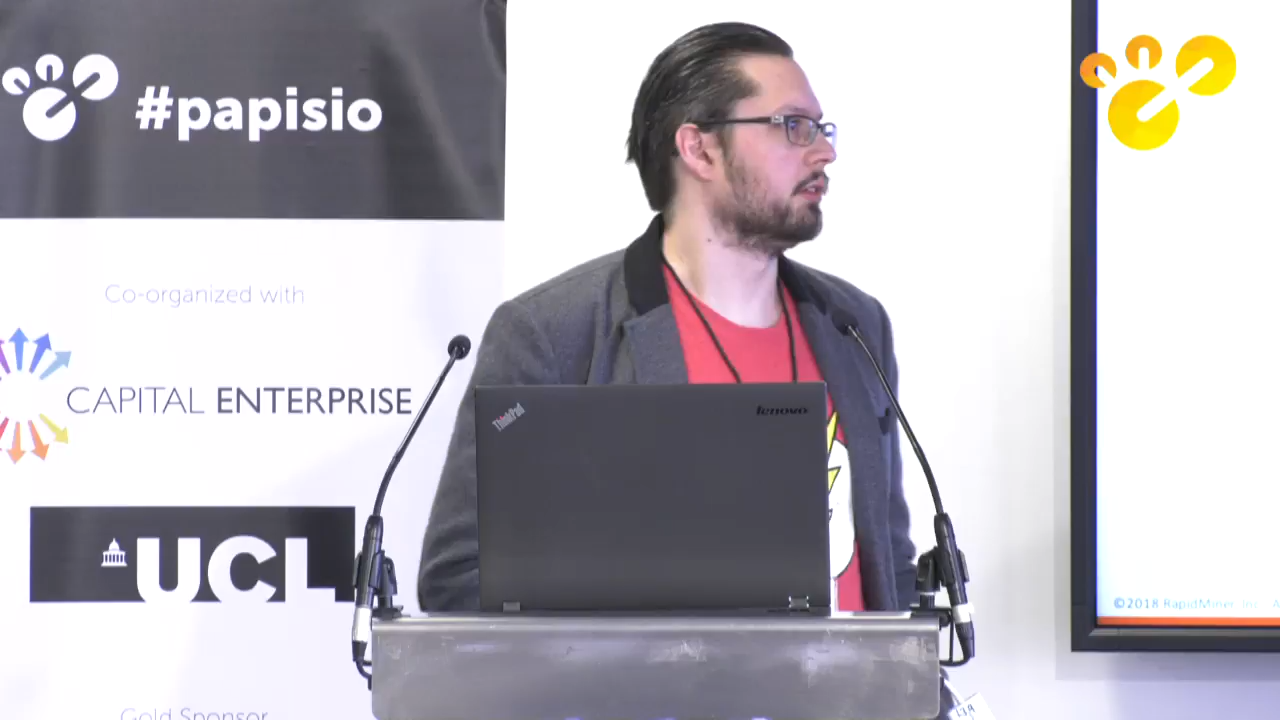 #papisio
Co-organized with
CAPITAL ENTERPRISE
UCL
Gold Sponsor
ThinkPad
lenovo
©2018 RapidMiner, Inc.